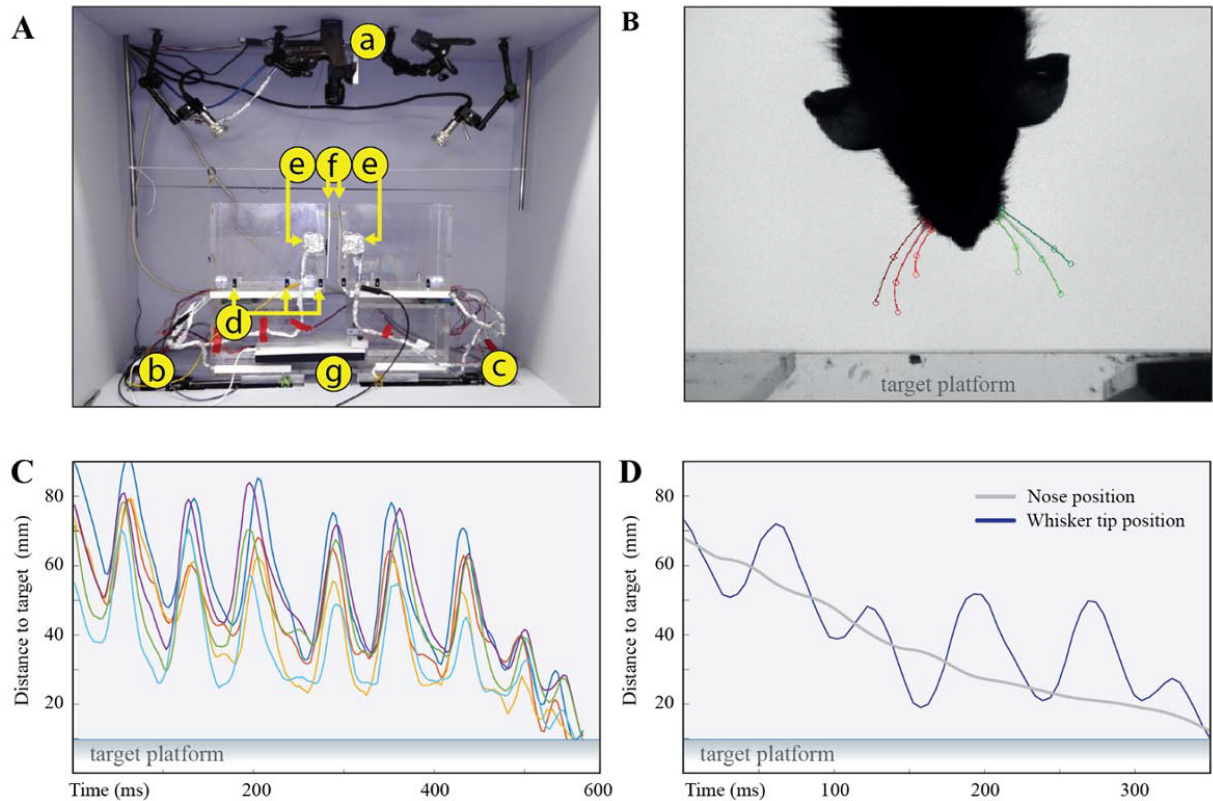 A
a
e
f
e
d
b
g
c
B
target platform
C
Distance to target (mm)
80
60
40
20
target platform
Time (ms)
200
400
600
D
Distance to target (mm)
80
60
40
20
Nose position
Whisker tip position
target platform
Time (ms)
100
200
300